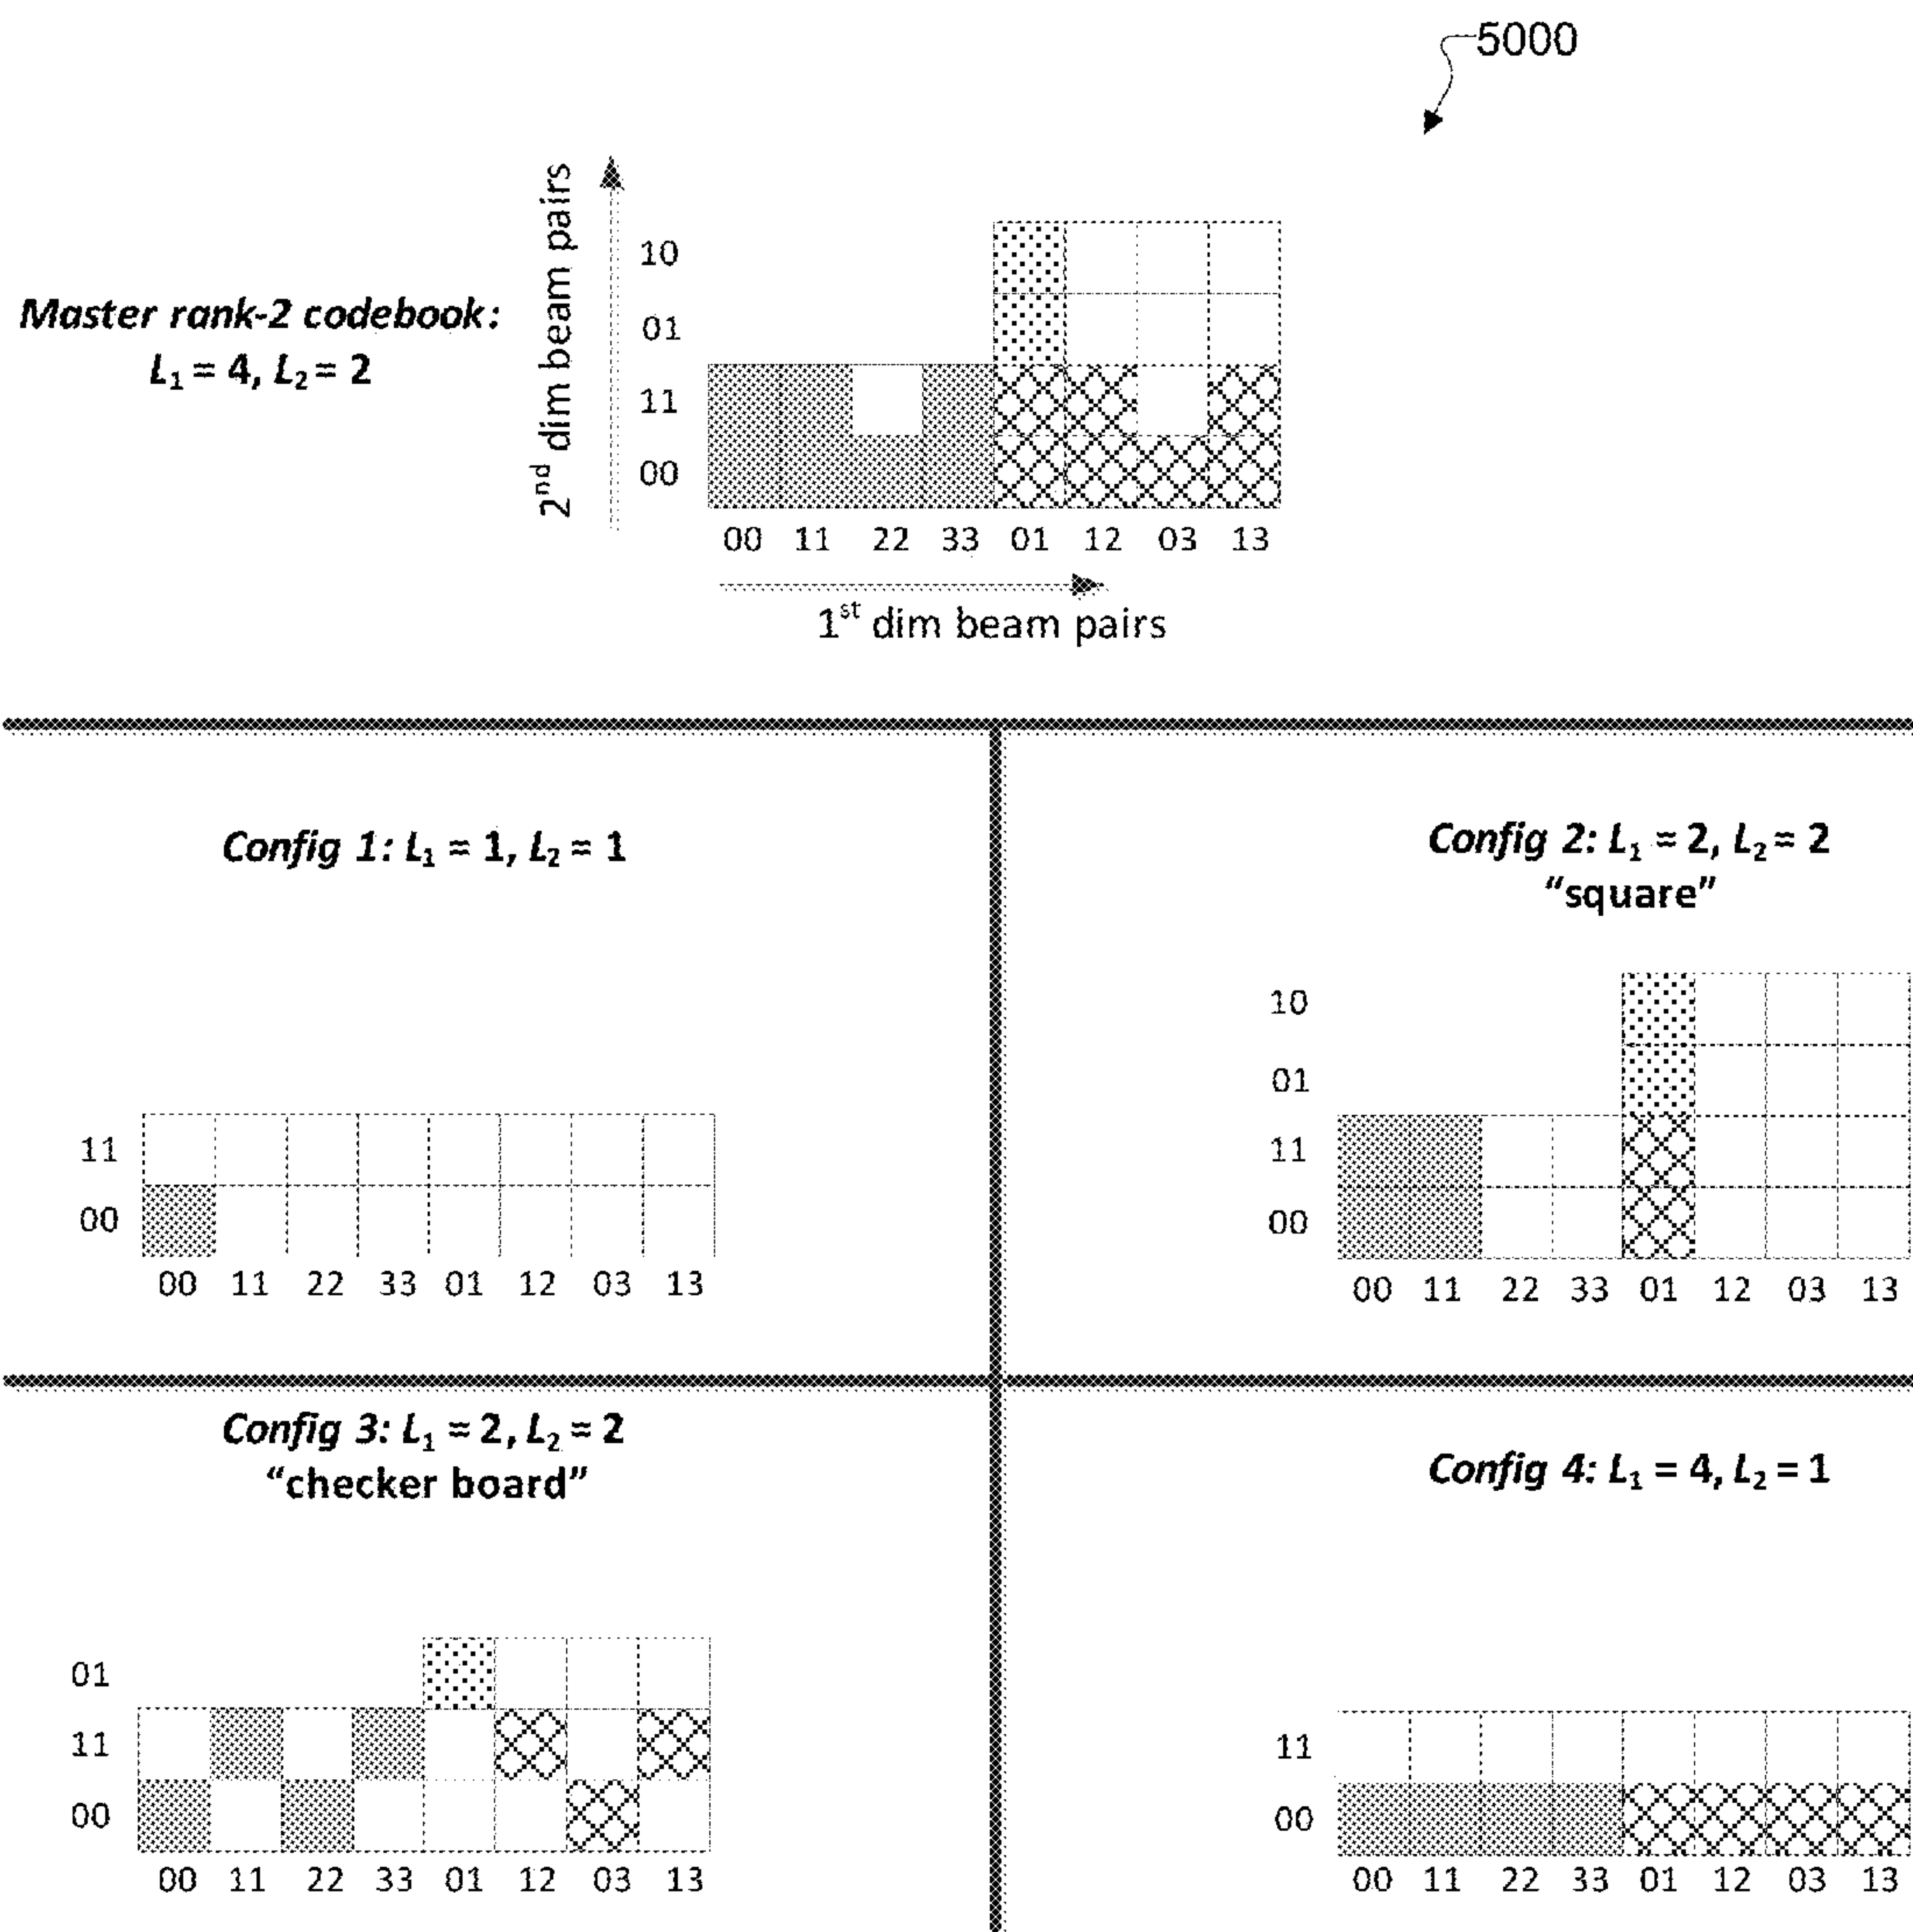 5000
Master rank-2 codebook:
L₁ = 4, L₂ = 2
2nd dim beam pairs
10
01
11
00
00 11 22 33 01 12 03 13
1st dim beam pairs
Config 1: L₁ = 1, L₂ = 1
11
00
00 11 22 33 01 12 03 13
Config 2: L₁ = 2, L₂ = 2
“square”
10
01
11
00
00 11 22 33 01 12 03 13
Config 3: L₁ = 2, L₂ = 2
“checker board”
01
11
00
00 11 22 33 01 12 03 13
Config 4: L₁ = 4, L₂ = 1
11
00
00 11 22 33 01 12 03 13